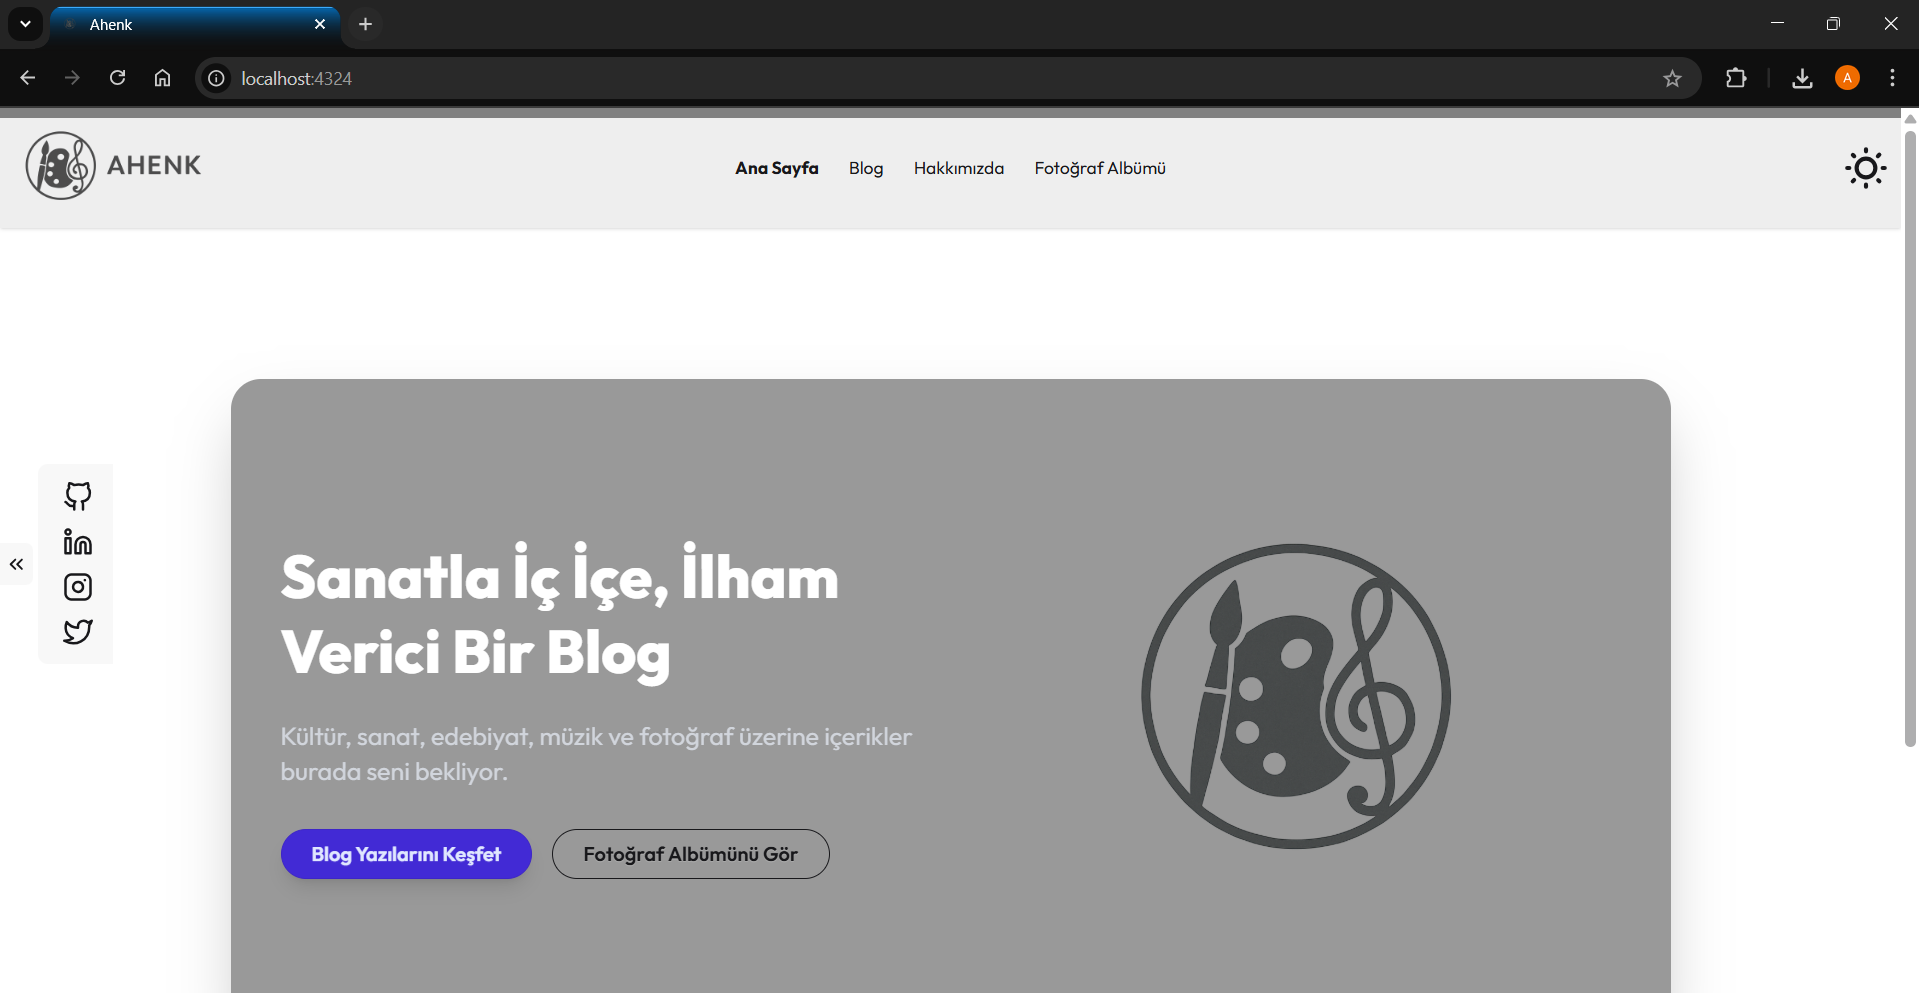 Ahenk
localhost:4324
A
AHENK
Ana Sayfa
Blog
Hakkımızda
Fotoğraf Albümü
Sanatla İç İçe, İlham
Verici Bir Blog
Kültür, sanat, edebiyat, müzik ve fotoğraf üzerine içerikler
burada seni bekliyor.
Blog Yazılarını Keşfet
Fotoğraf Albümünü Gör